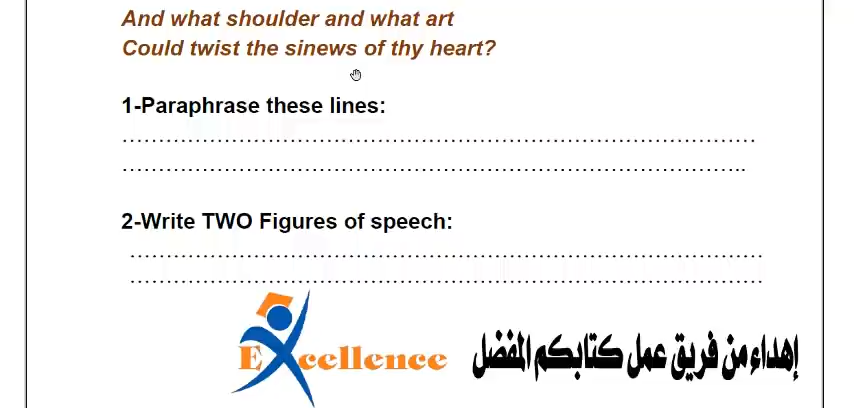 And what shoulder and what art
Could twist the sinews of thy heart?
1-Paraphrase these lines:
……………………………………………………………………………
…………………………………………………………………………..
2-Write TWO Figures of speech:
……………………………………………………………………………
……………………………………………………………………………
Excellence
إهداء من فريق عمل كتابكم المفضل